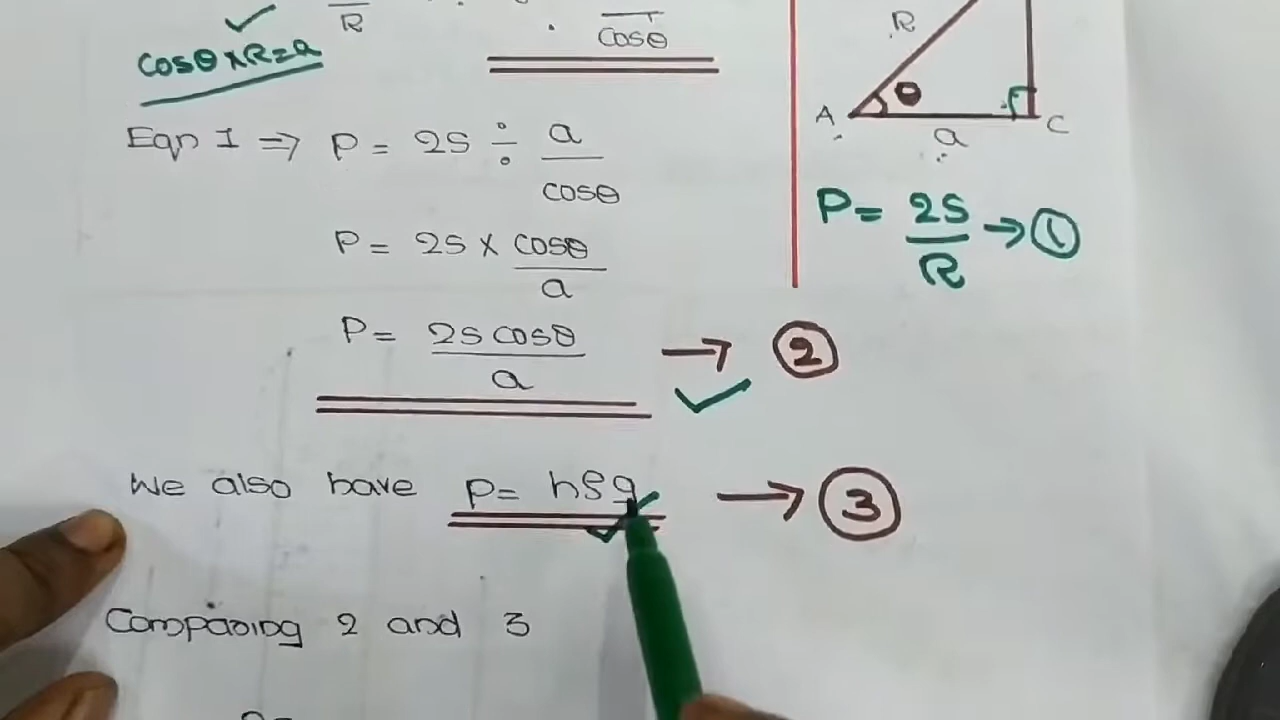 R
cosθ
cosθ × R = a
R
θ
A
C
a
Eqn 1 ⇒ P = 2S ÷ a / cosθ
P = 2S × cosθ / a
P = 2S / R → ①
P = 2S cosθ / a → ②
We also have P = hρg → ③
Comparing 2 and 3